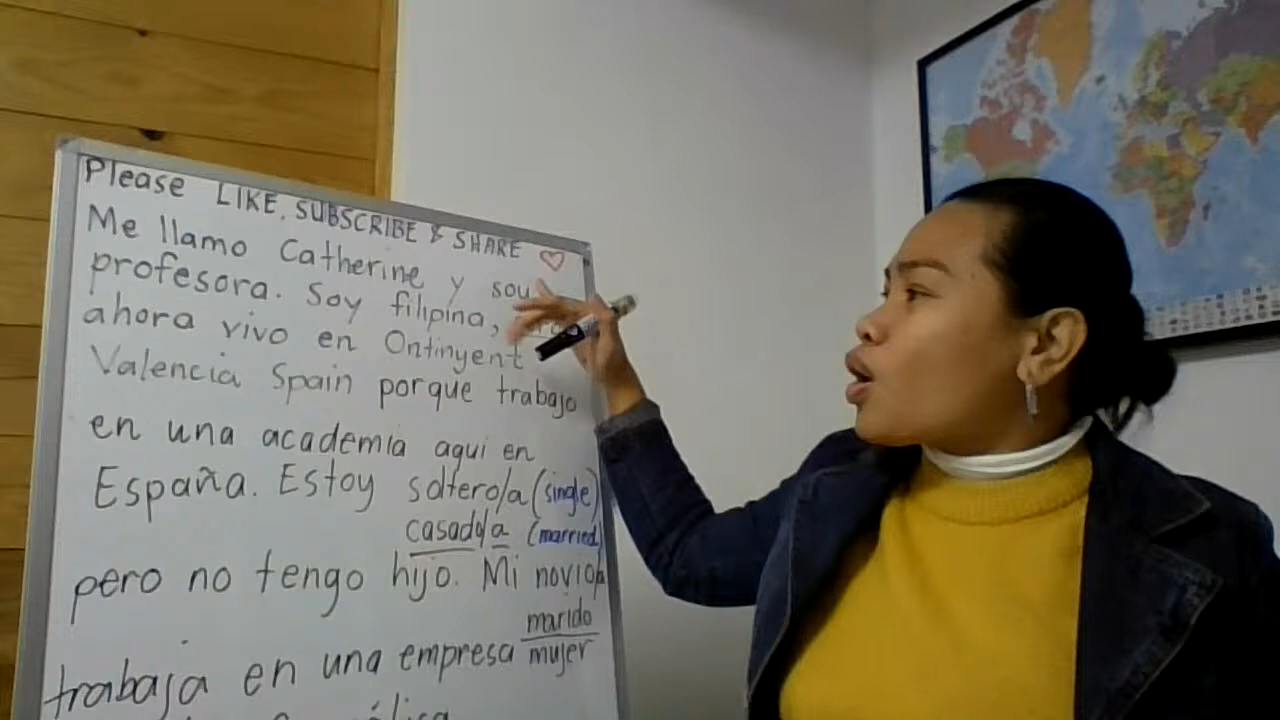 Please LIKE, SUBSCRIBE & SHARE ♡
Me llamo Catherine y soy
profesora. Soy filipina,
ahora vivo en Ontinyent
Valencia Spain porque trabajo
en una academia aqui en
España. Estoy soltero/a (single)
casado/a (married)
pero no tengo hijo. Mi novio/a
marido
mujer
trabaja en una empresa